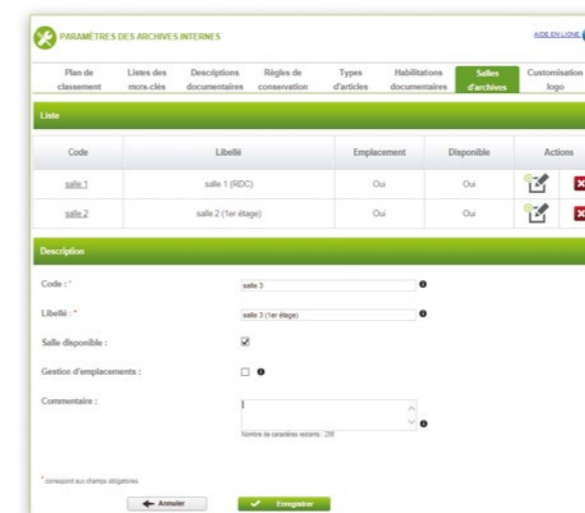 PARAMÈTRES DES ARCHIVES INTERNES
AIDE EN LIGNE
Plan de classement
Listes des mots-clés
Descriptions documentaires
Règles de conservation
Types d'articles
Habilitations documentaires
Salles d'archives
Customisation logo
Liste
Code Libellé Emplacement Disponible Actions
salle 1 salle 1 (RDC) Oui Oui
salle 2 salle 2 (1er étage) Oui Oui
Description
Code : * salle 3
Libellé : * salle 3 (1er étage)
Salle disponible :
Gestion d'emplacements :
Commentaire :
Nombre de caractères restants : 255
* correspond aux champs obligatoires.
Annuler Enregistrer